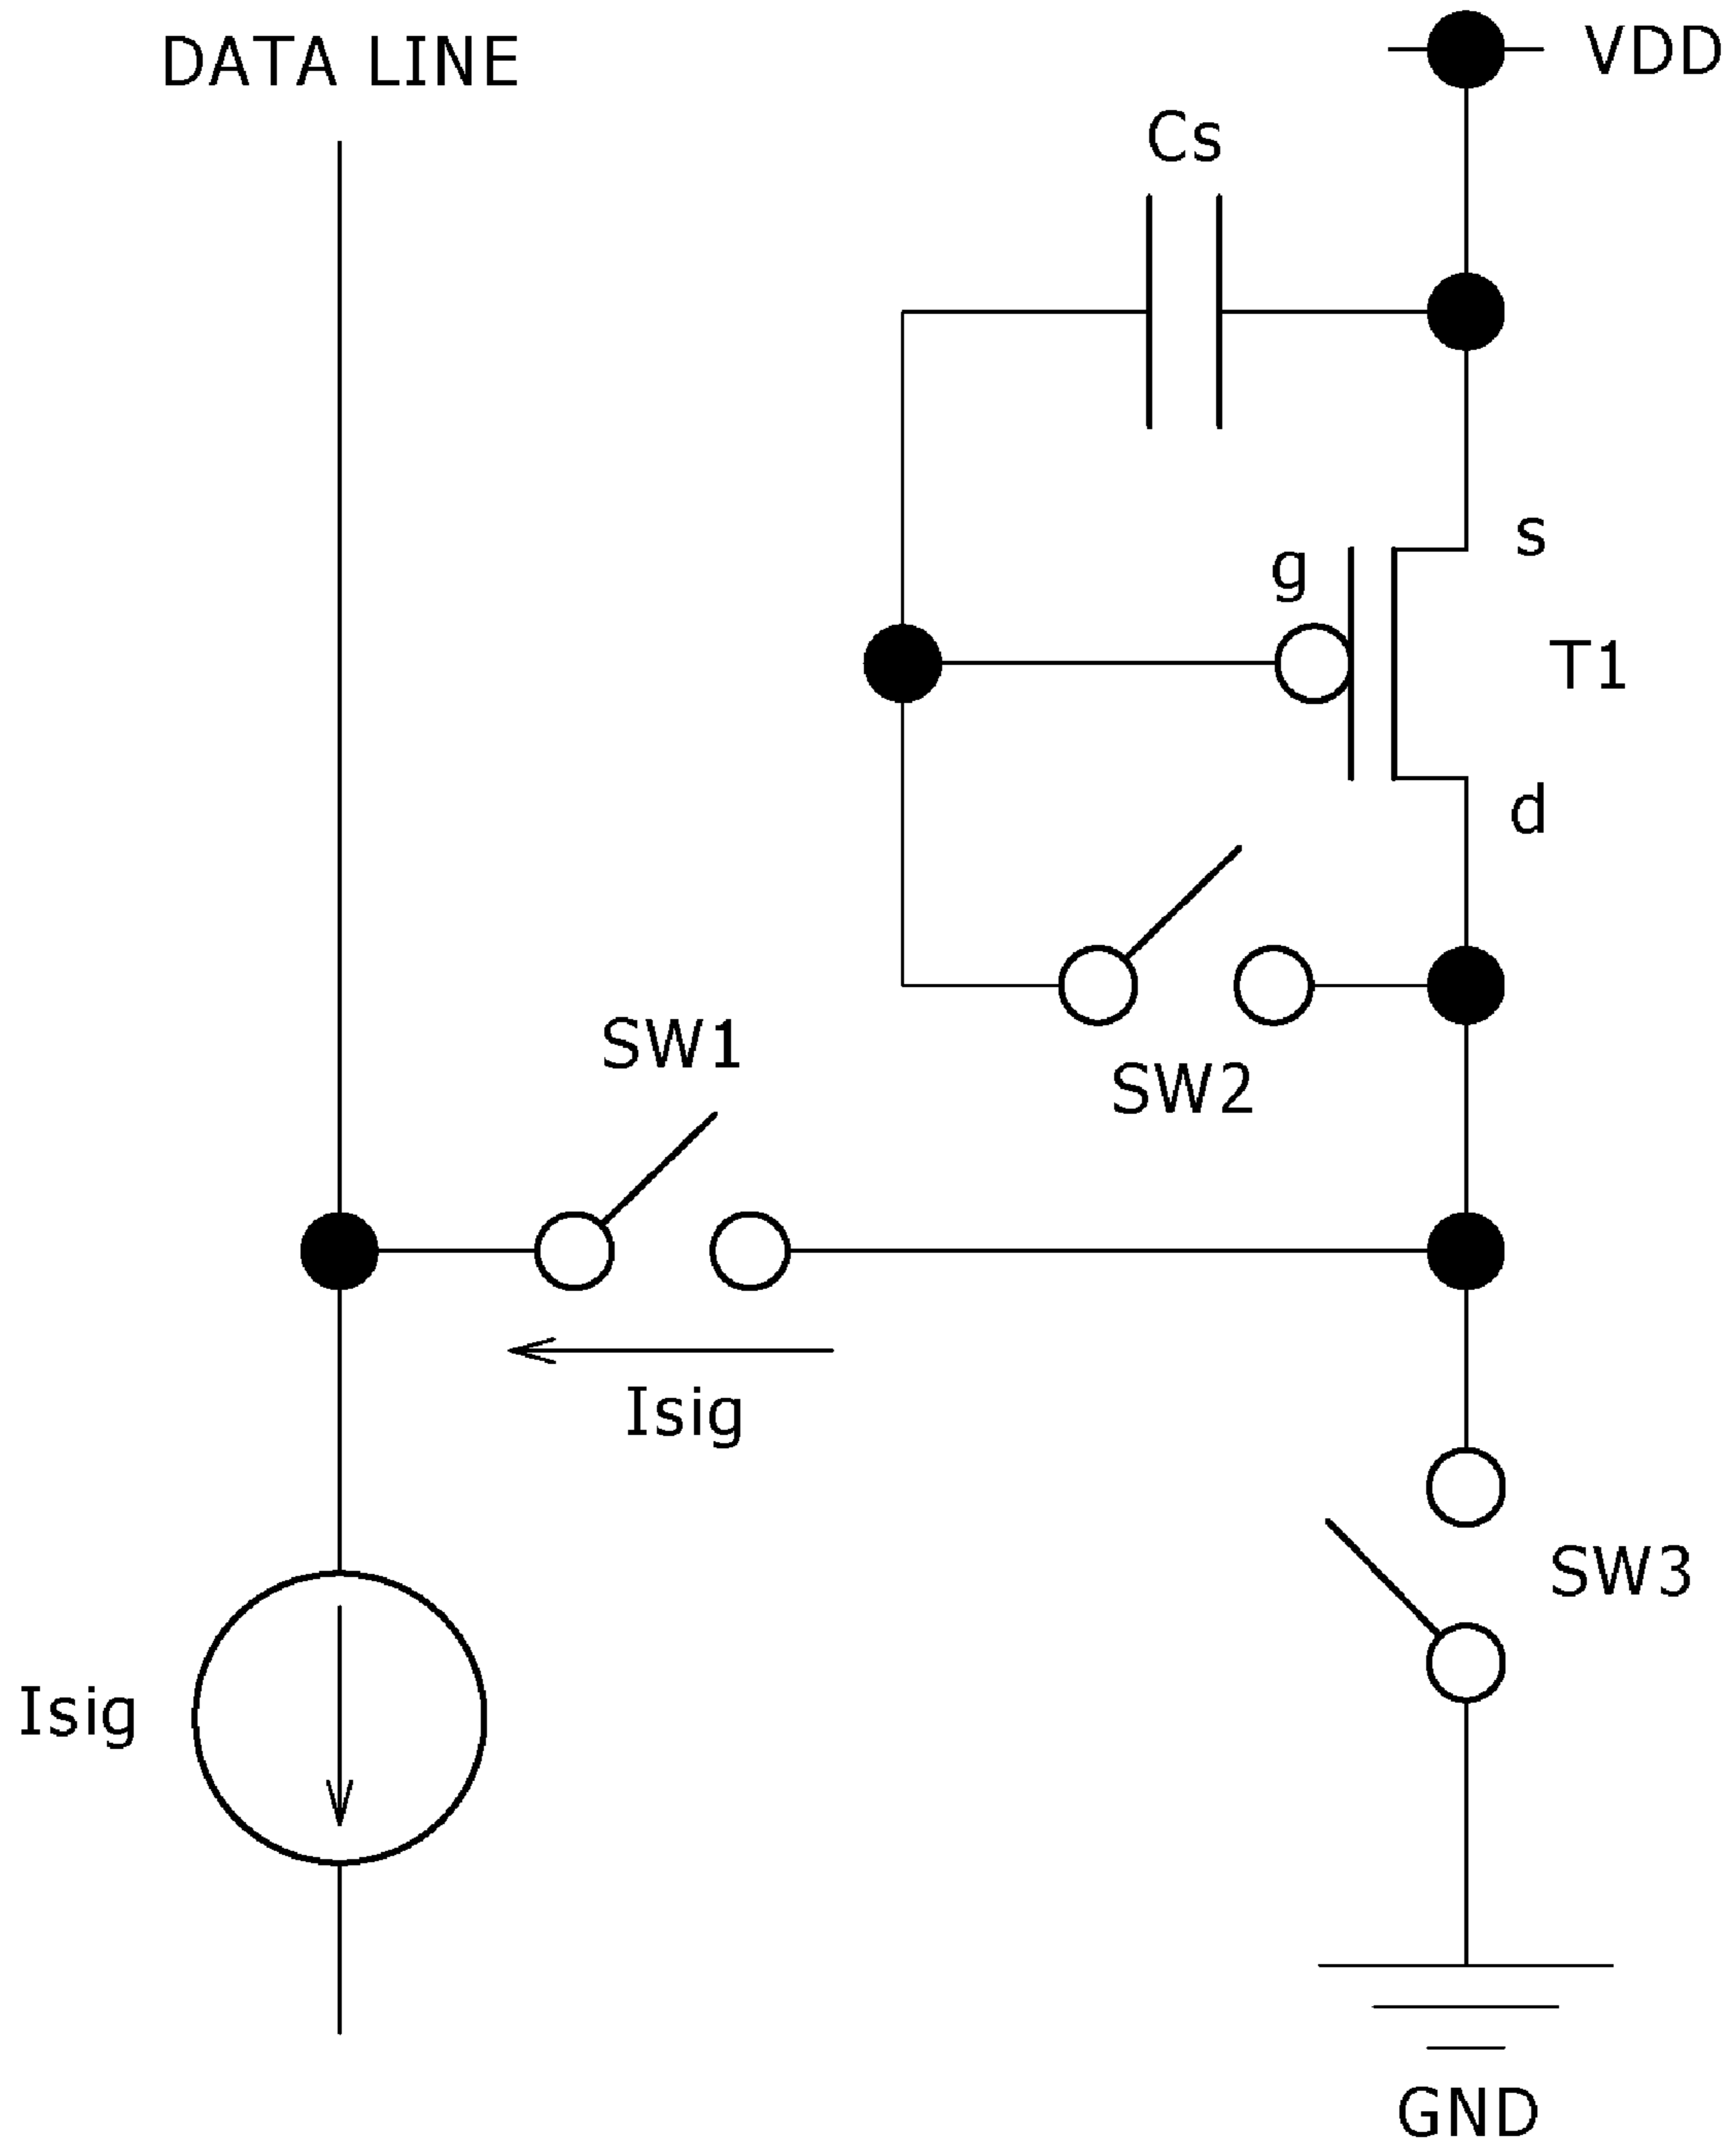 DATA LINE
VDD
Cs
s
g
T1
d
SW1
SW2
Isig
SW3
Isig
GND